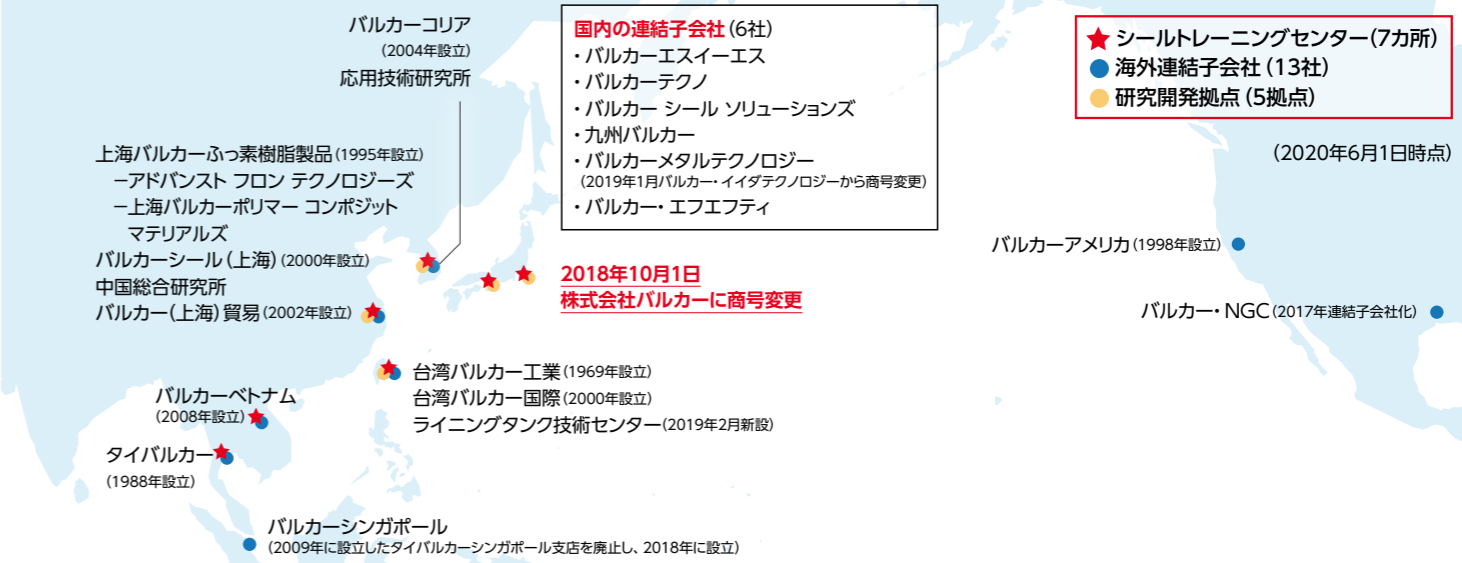 バルカーコリア
(2004年設立)
応用技術研究所
国内の連結子会社(6社)
・バルカーエスイーエス
・バルカーテクノ
・バルカー シール ソリューションズ
・九州バルカー
・バルカーメタルテクノロジー
(2019年1月バルカー・イイダテクノロジーから商号変更)
・バルカー・エフエフティ
★ シールトレーニングセンター(7カ所)
● 海外連結子会社(13社)
● 研究開発拠点(5拠点)
(2020年6月1日時点)
上海バルカーふっ素樹脂製品(1995年設立)
ーアドバンスト フロン テクノロジーズ
ー上海バルカーポリマー コンポジット
マテリアルズ
バルカーシール(上海)(2000年設立)
中国総合研究所
バルカー(上海)貿易(2002年設立)
2018年10月1日
株式会社バルカーに商号変更
バルカーアメリカ(1998年設立)
バルカー・NGC(2017年連結子会社化)
台湾バルカー工業(1969年設立)
台湾バルカー国際(2000年設立)
ライニングタンク技術センター(2019年2月新設)
バルカーベトナム
(2008年設立)
タイバルカー
(1988年設立)
バルカーシンガポール
(2009年に設立したタイバルカーシンガポール支店を廃止し、2018年に設立)